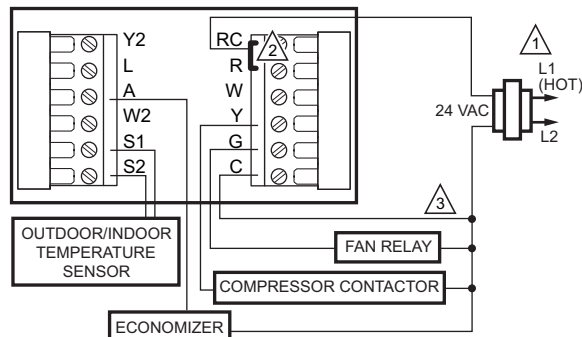 Y2
L
A
W2
S1
S2
RC
R
W
Y
G
C
2
1
L1
(HOT)
24 VAC
L2
3
OUTDOOR/INDOOR
TEMPERATURE
SENSOR
FAN RELAY
COMPRESSOR CONTACTOR
ECONOMIZER